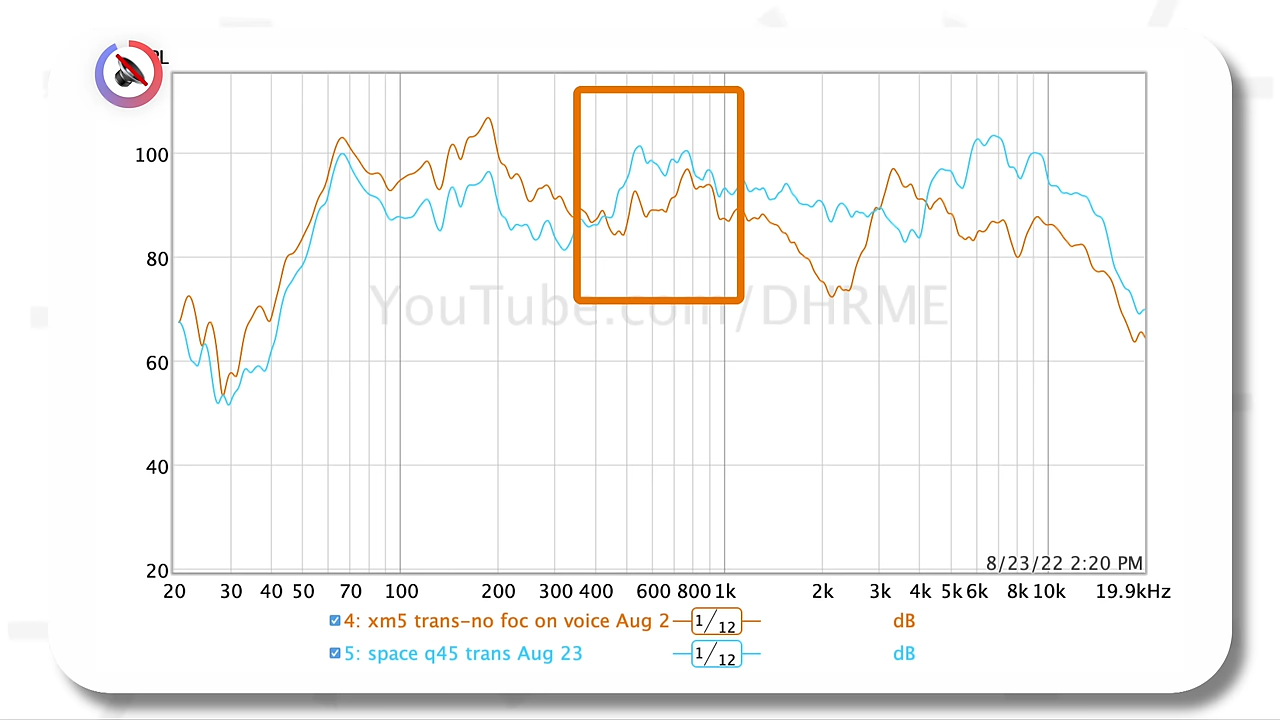 PL
100
80
60
40
20
YouTube.com/DHRME
8/23/22 2:20 PM
20 30 40 50 70 100 200 300 400 600 800 1k 2k 3k 4k 5k 6k 8k 10k 19.9kHz
4: xm5 trans-no foc on voice Aug 2 1/12 dB
5: space q45 trans Aug 23 1/12 dB